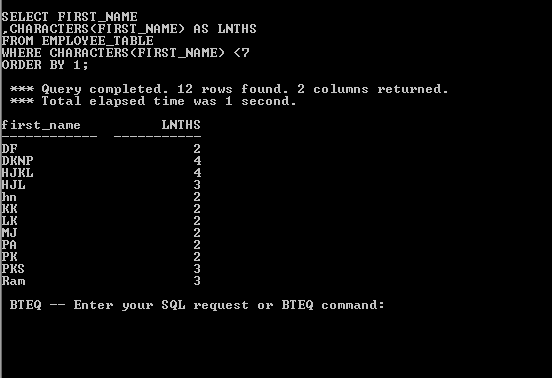 SELECT FIRST_NAME
,CHARACTERS(FIRST_NAME) AS LNTHS
FROM EMPLOYEE_TABLE
WHERE CHARACTERS(FIRST_NAME) <7
ORDER BY 1;
*** Query completed. 12 rows found. 2 columns returned.
*** Total elapsed time was 1 second.
first_name LNTHS
------------ -----------
DF 2
DKNP 4
HJKL 4
HJL 3
hn 2
KK 2
LK 2
MJ 2
PA 2
PK 2
PKS 3
Ram 3
BTEQ -- Enter your SQL request or BTEQ command: